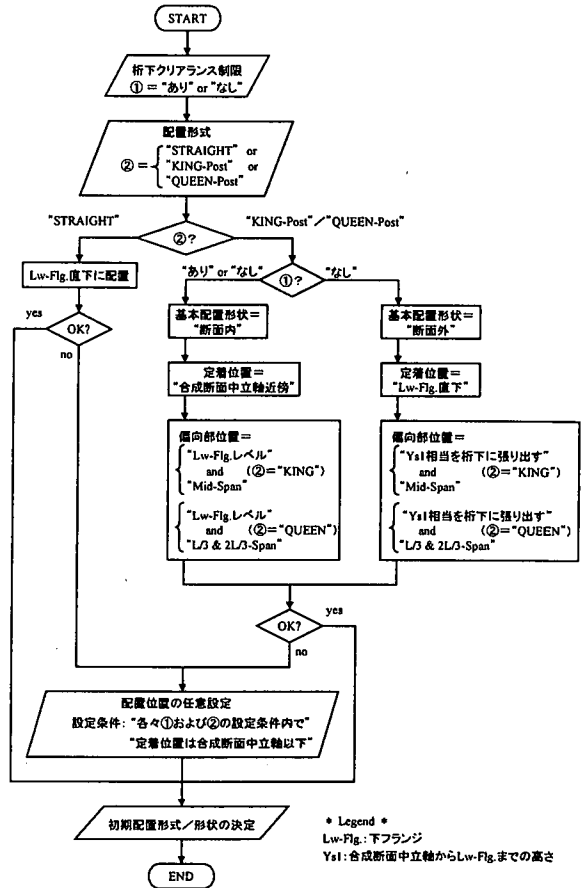 START
桁下クリアランス制限
① = "あり" or "なし"
配置形式
② = "STRAIGHT" or
"KING-Post" or
"QUEEN-Post"
"STRAIGHT"
"KING-Post"／"QUEEN-Post"
②?
Lw-Flg.直下に配置
"あり" or "なし"
①?
"なし"
yes
OK?
no
基本配置形状＝
"断面内"
基本配置形状＝
"断面外"
定着位置＝
"合成断面中立軸近傍"
定着位置＝
"Lw-Flg.直下"
偏向部位置＝
"Lw-Flg.レベル"
and (②="KING")
"Mid-Span"
"Lw-Flg.レベル"
and (②="QUEEN")
"L/3 & 2L/3-Span"
偏向部位置＝
"Ysl相当を桁下に張り出す"
and (②="KING")
"Mid-Span"
"Ysl相当を桁下に張り出す"
and (②="QUEEN")
"L/3 & 2L/3-Span"
OK?
yes
no
配置位置の任意設定
設定条件: "各々①および②の設定条件内で"
"定着位置は合成断面中立軸以下"
初期配置形式／形状の決定
END
* Legend *
Lw-Flg.: 下フランジ
Ysl: 合成断面中立軸からLw-Flg.までの高さ